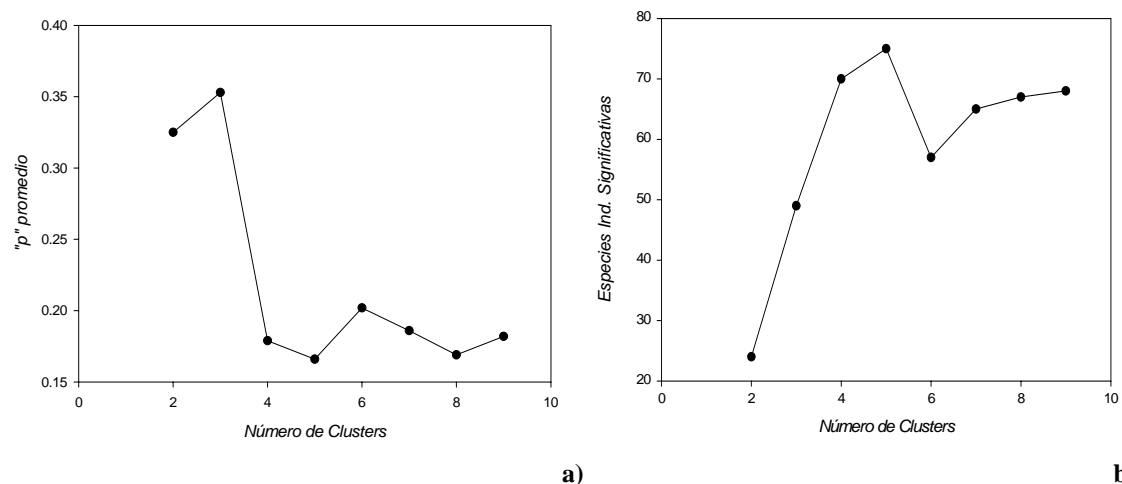 0.40
0.35
0.30
0.25
0.20
0.15
"p" promedio
0 2 4 6 8 10
Número de Clusters
a)
80
70
60
50
40
30
20
Especies Ind. Significativas
0 2 4 6 8 10
Número de Clusters
b